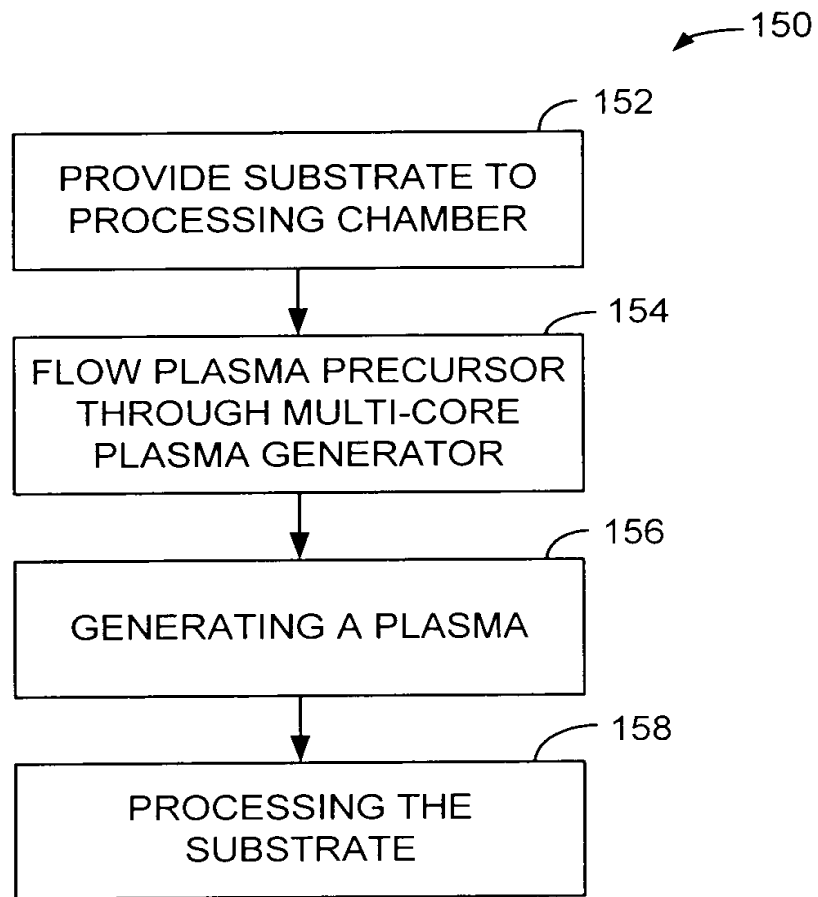 150
152
PROVIDE SUBSTRATE TO
PROCESSING CHAMBER
154
FLOW PLASMA PRECURSOR
THROUGH MULTI-CORE
PLASMA GENERATOR
156
GENERATING A PLASMA
158
PROCESSING THE
SUBSTRATE